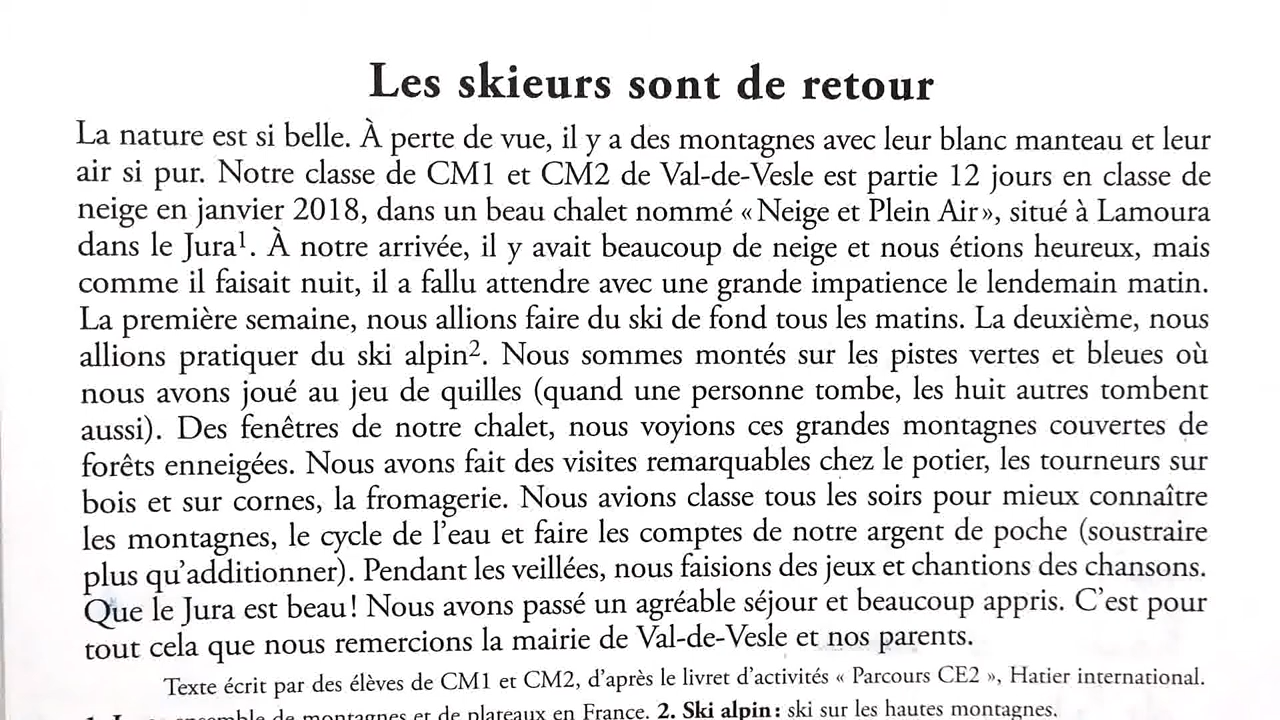 Les skieurs sont de retour
La nature est si belle. À perte de vue, il y a des montagnes avec leur blanc manteau et leur
air si pur. Notre classe de CM1 et CM2 de Val-de-Vesle est partie 12 jours en classe de
neige en janvier 2018, dans un beau chalet nommé « Neige et Plein Air », situé à Lamoura
dans le Jura¹. À notre arrivée, il y avait beaucoup de neige et nous étions heureux, mais
comme il faisait nuit, il a fallu attendre avec une grande impatience le lendemain matin.
La première semaine, nous allions faire du ski de fond tous les matins. La deuxième, nous
allions pratiquer du ski alpin². Nous sommes montés sur les pistes vertes et bleues où
nous avons joué au jeu de quilles (quand une personne tombe, les huit autres tombent
aussi). Des fenêtres de notre chalet, nous voyions ces grandes montagnes couvertes de
forêts enneigées. Nous avons fait des visites remarquables chez le potier, les tourneurs sur
bois et sur cornes, la fromagerie. Nous avions classe tous les soirs pour mieux connaître
les montagnes, le cycle de l'eau et faire les comptes de notre argent de poche (soustraire
plus qu'additionner). Pendant les veillées, nous faisions des jeux et chantions des chansons.
Que le Jura est beau ! Nous avons passé un agréable séjour et beaucoup appris. C'est pour
tout cela que nous remercions la mairie de Val-de-Vesle et nos parents.
Texte écrit par des élèves de CM1 et CM2, d'après le livret d'activités « Parcours CE2 », Hatier international.
ensemble de montagnes et de plateaux en France. 2. Ski alpin : ski sur les hautes montagnes.